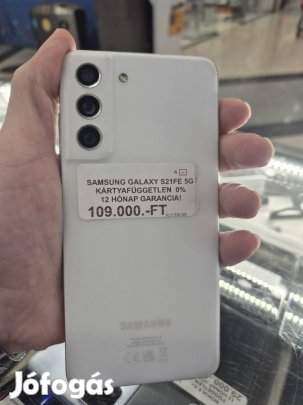 SAMSUNG GALAXY S21FE 5G
KÁRTYAFÜGGETLEN 0%
12 HÓNAP GARANCIA!
109.000.-FT
SAMSUNG
Jófogás